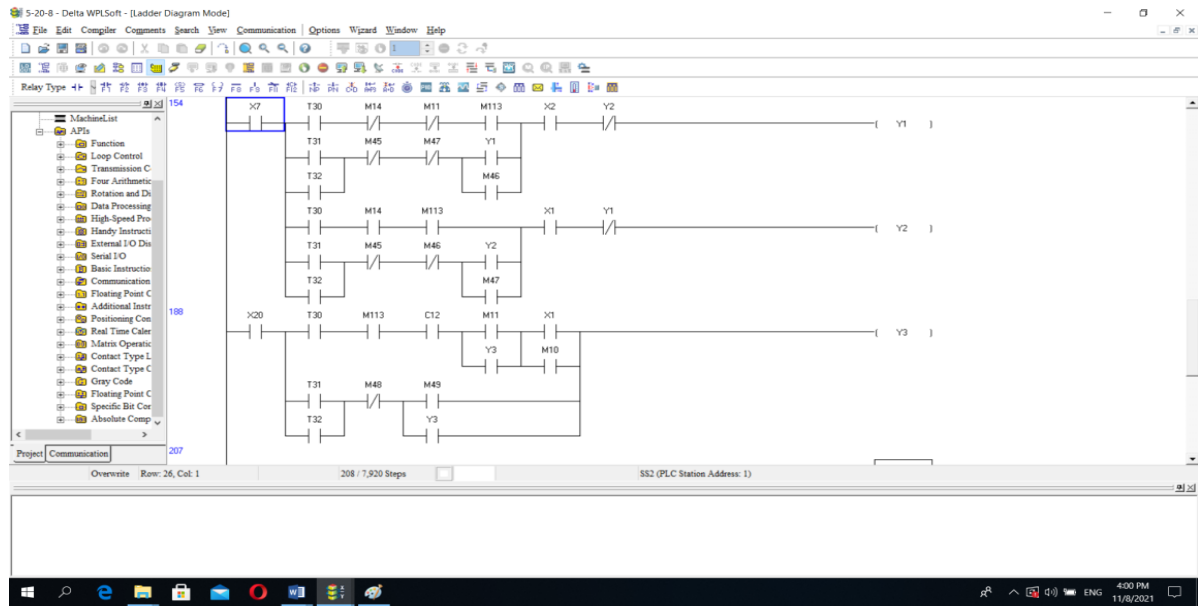 5-20-8 - Delta WPLSoft - [Ladder Diagram Mode]
File Edit Compiler Comments Search View Communication Options Wizard Window Help
1
Relay Type
MachineList
APIs
Function
Loop Control
Transmission C
Four Arithmetic
Rotation and Di
Data Processing
High-Speed Pro
Handy Instructi
External I/O Dis
Serial I/O
Basic Instructio
Communication
Floating Point C
Additional Instr
Positioning Con
Real Time Caler
Matrix Operatic
Contact Type L
Contact Type C
Gray Code
Floating Point C
Specific Bit Cor
Absolute Comp
Project Communication
154
X7 T30 M14 M11 M113 X2 Y2
Y1
T31 M45 M47 Y1
T32 M46
T30 M14 M113 X1 Y1
Y2
T31 M45 M46 Y2
T32 M47
188
X20 T30 M113 C12 M11 X1
Y3
Y3 M10
T31 M48 M49
T32 Y3
207
Overwrite Row: 26, Col: 1 208 / 7,920 Steps SS2 (PLC Station Address: 1)
ENG 4:00 PM
11/8/2021